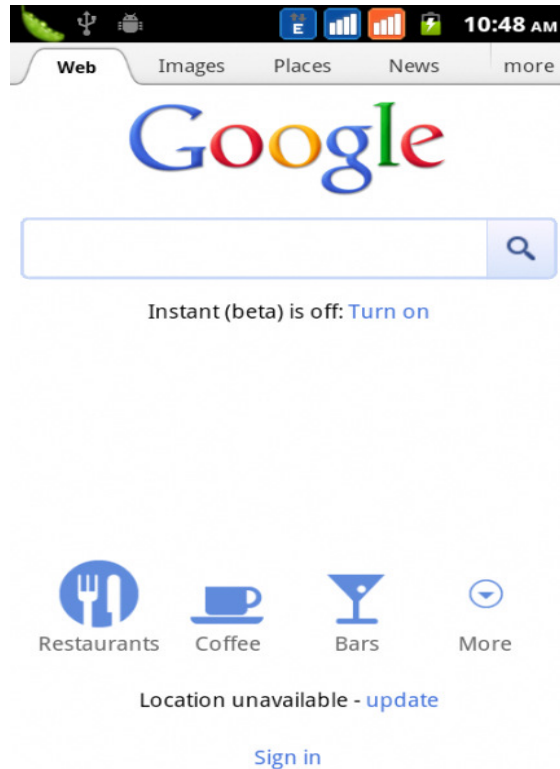 E 10:48 AM
Web Images Places News more
Google
Instant (beta) is off: Turn on
Restaurants Coffee Bars More
Location unavailable - update
Sign in